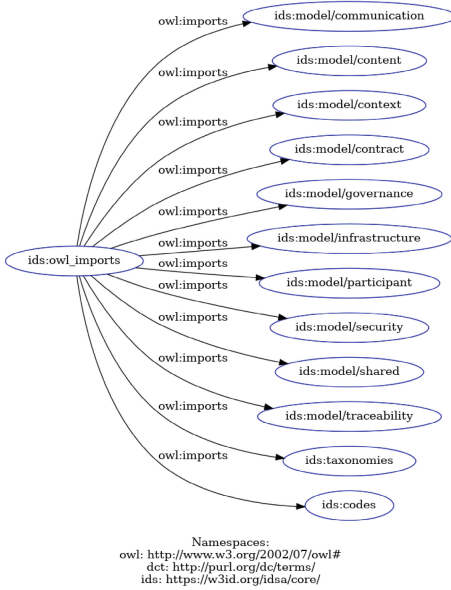 owl:imports
ids:model/communication
owl:imports
ids:model/content
owl:imports
ids:model/context
owl:imports
ids:model/contract
owl:imports
ids:model/governance
owl:imports
ids:model/infrastructure
ids:owl_imports
owl:imports
ids:model/participant
owl:imports
ids:model/security
owl:imports
ids:model/shared
owl:imports
ids:model/traceability
owl:imports
ids:taxonomies
owl:imports
ids:codes
Namespaces:
owl: http://www.w3.org/2002/07/owl#
dct: http://purl.org/dc/terms/
ids: https://w3id.org/idsa/core/